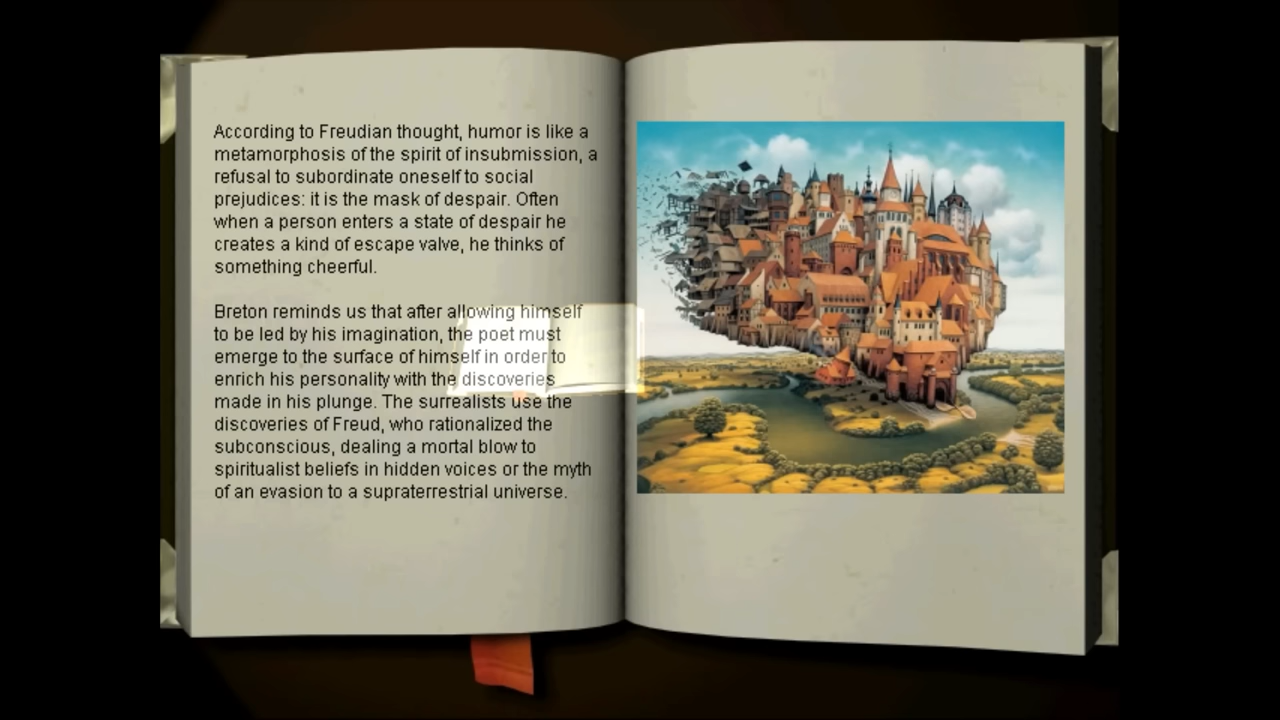 According to Freudian thought, humor is like a
metamorphosis of the spirit of insubmission, a
refusal to subordinate oneself to social
prejudices: it is the mask of despair. Often
when a person enters a state of despair he
creates a kind of escape valve, he thinks of
something cheerful.
Breton reminds us that after allowing himself
to be led by his imagination, the poet must
emerge to the surface of himself in order to
enrich his personality with the discoveries
made in his plunge. The surrealists use the
discoveries of Freud, who rationalized the
subconscious, dealing a mortal blow to
spiritualist beliefs in hidden voices or the myth
of an evasion to a supraterrestrial universe.